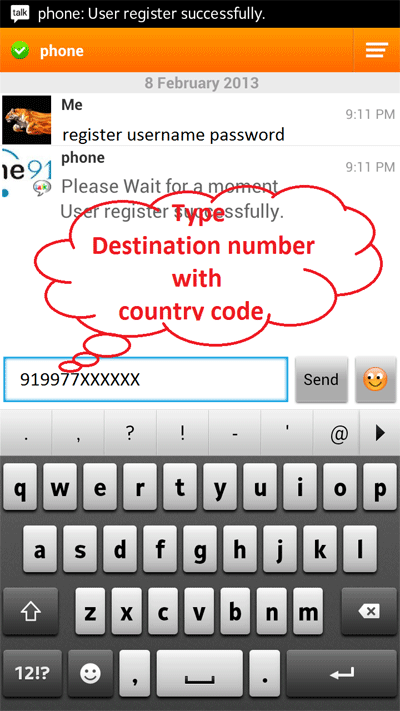 talk phone: User register successfully.
phone
8 February 2013
Me
9:11 PM
register username password
phone
9:11 PM
ne91
Please Wait for a moment
User register successfully.
Type
Destination number
with
country code
919977XXXXXX
Send
. , ? ! - ' @
q w e r t y u i o p
a s d f g h j k l
z x c v b n m
12!? , .